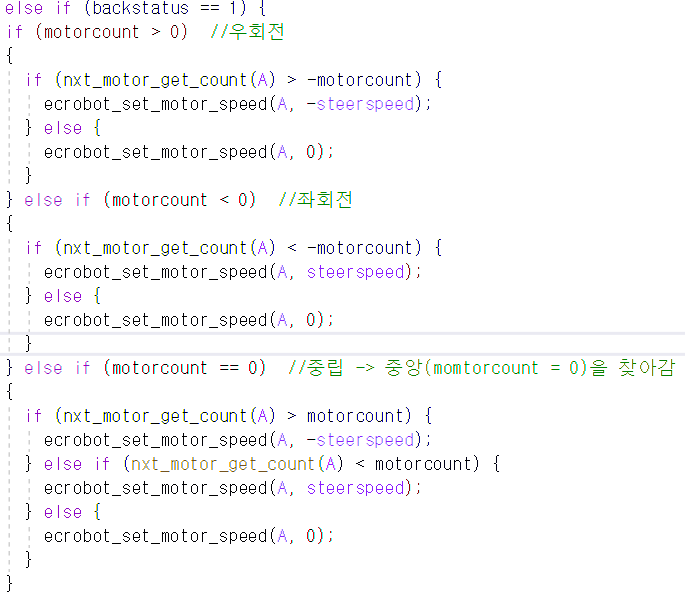 else if (backstatus == 1) {
if (motorcount > 0)  //우회전
{
  if (nxt_motor_get_count(A) > -motorcount) {
    ecrobot_set_motor_speed(A, -steerspeed);
  } else {
    ecrobot_set_motor_speed(A, 0);
  }
} else if (motorcount < 0)  //좌회전
{
  if (nxt_motor_get_count(A) < -motorcount) {
    ecrobot_set_motor_speed(A, steerspeed);
  } else {
    ecrobot_set_motor_speed(A, 0);
  }
} else if (motorcount == 0)  //중립 -> 중앙(momtorcount = 0)을 찾아감
{
  if (nxt_motor_get_count(A) > motorcount) {
    ecrobot_set_motor_speed(A, -steerspeed);
  } else if (nxt_motor_get_count(A) < motorcount) {
    ecrobot_set_motor_speed(A, steerspeed);
  } else {
    ecrobot_set_motor_speed(A, 0);
  }
}